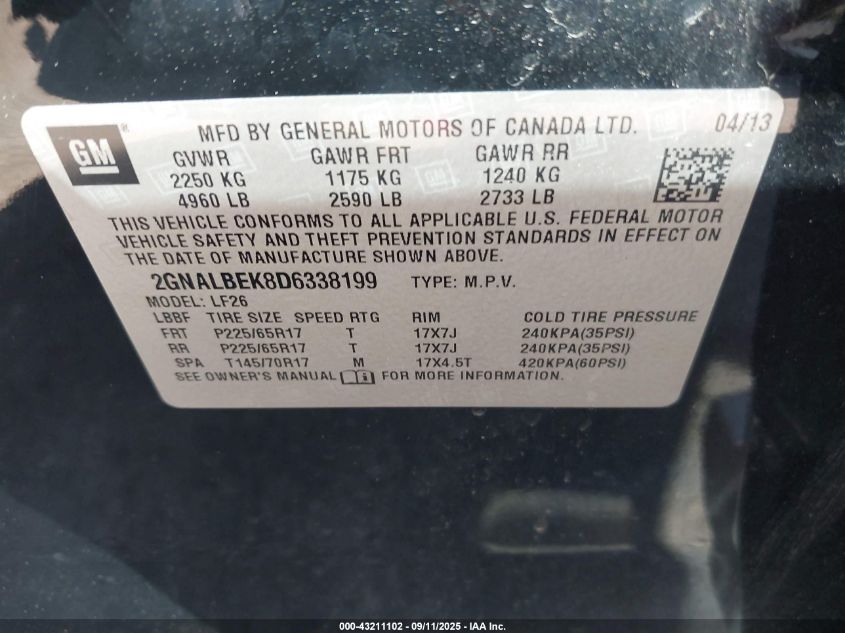 GM
MFD BY GENERAL MOTORS OF CANADA LTD. 04/13
GVWR GAWR FRT GAWR RR
2250 KG 1175 KG 1240 KG
4960 LB 2590 LB 2733 LB
THIS VEHICLE CONFORMS TO ALL APPLICABLE U.S. FEDERAL MOTOR
VEHICLE SAFETY AND THEFT PREVENTION STANDARDS IN EFFECT ON
THE DATE OF MANUFACTURE SHOWN ABOVE.
2GNALBEK8D6338199 TYPE: M.P.V.
MODEL: LF26
LBBF TIRE SIZE SPEED RTG RIM COLD TIRE PRESSURE
FRT P225/65R17 T 17X7J 240KPA(35PSI)
RR P225/65R17 T 17X7J 240KPA(35PSI)
SPA T145/70R17 M 17X4.5T 420KPA(60PSI)
SEE OWNER'S MANUAL FOR MORE INFORMATION.
000-43211102 - 09/11/2025 - IAA Inc.